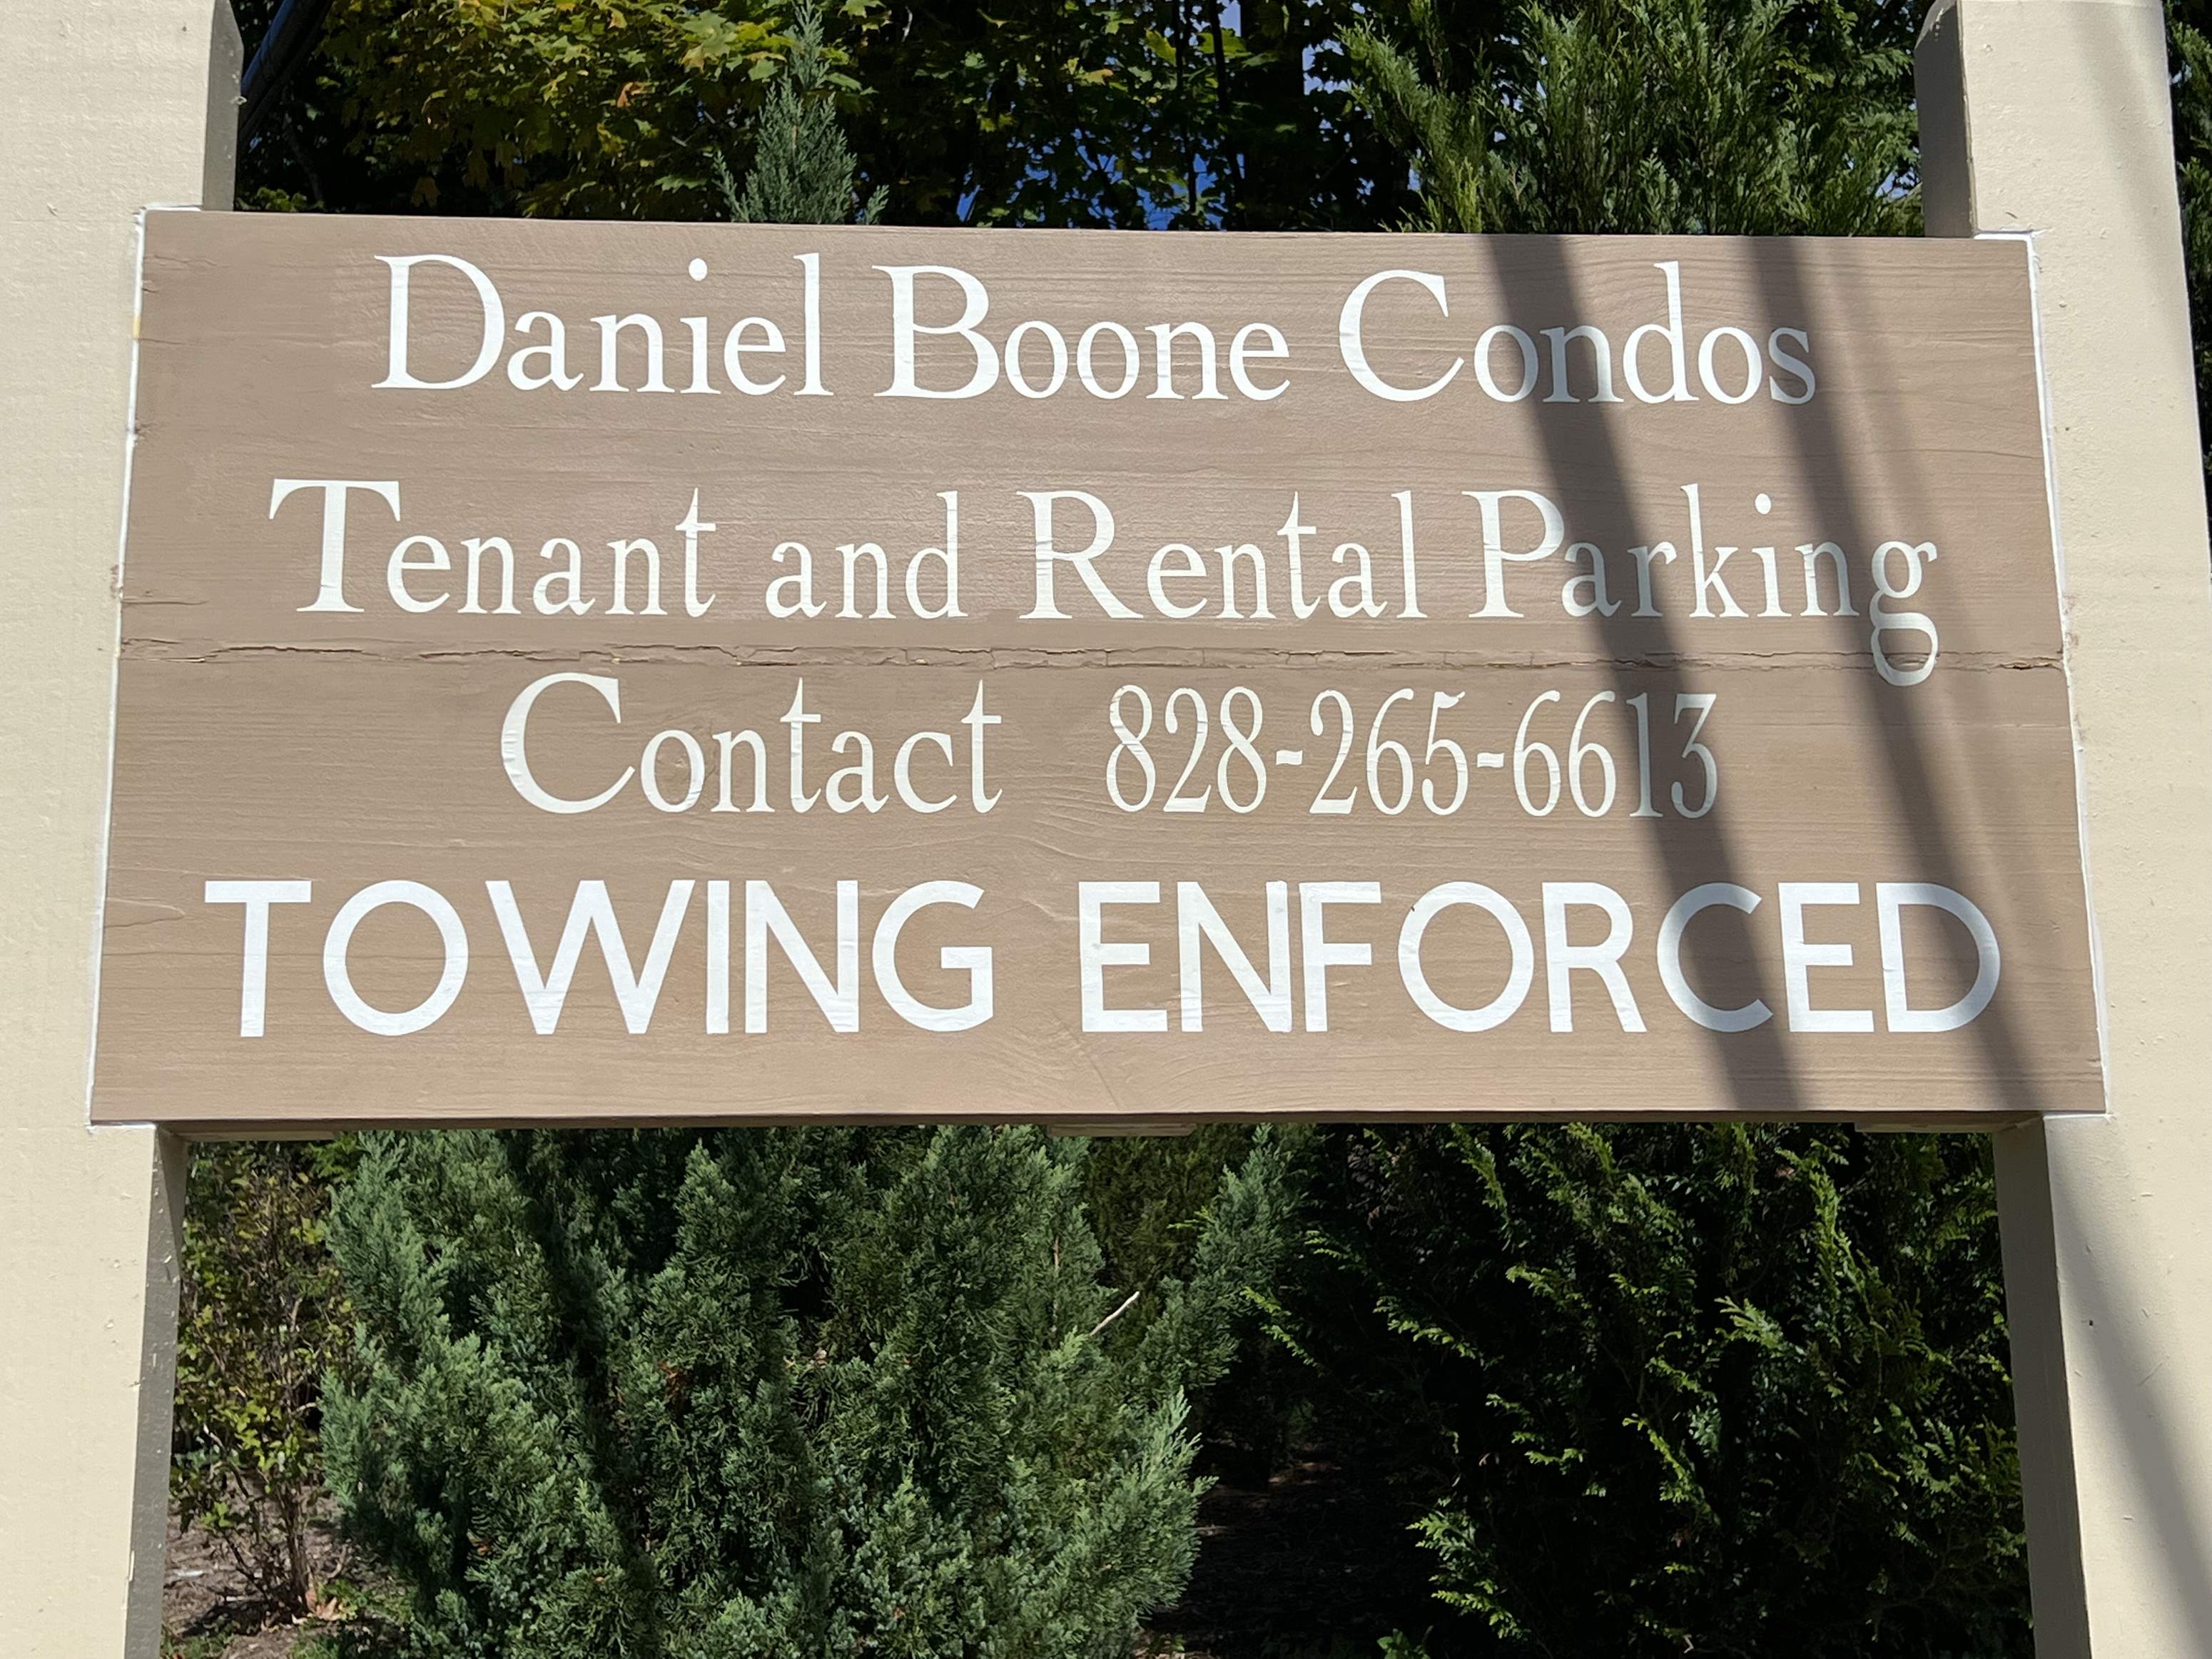 Daniel Boone Condos
Tenant and Rental Parking
Contact 828-265-6613
TOWING ENFORCED